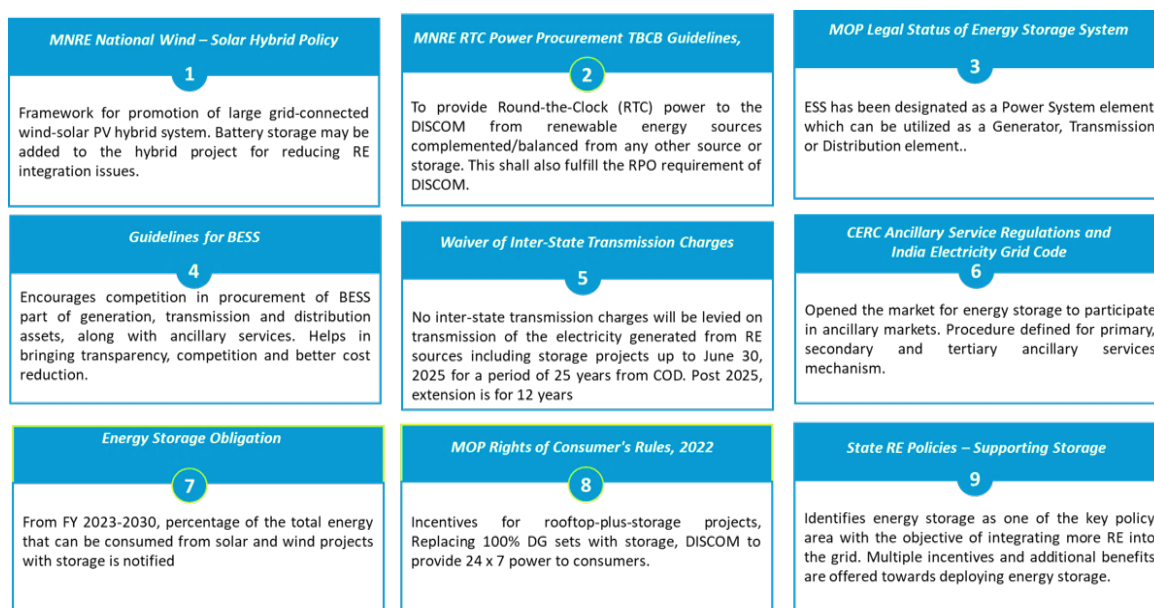 MNRE National Wind – Solar Hybrid Policy
1
Framework for promotion of large grid-connected
wind-solar PV hybrid system. Battery storage may be
added to the hybrid project for reducing RE
integration issues.
MNRE RTC Power Procurement TBCB Guidelines,
2
To provide Round-the-Clock (RTC) power to the
DISCOM from renewable energy sources
complemented/balanced from any other source or
storage. This shall also fulfill the RPO requirement of
DISCOM.
MOP Legal Status of Energy Storage System
3
ESS has been designated as a Power System element
which can be utilized as a Generator, Transmission
or Distribution element..
Guidelines for BESS
4
Encourages competition in procurement of BESS
part of generation, transmission and distribution
assets, along with ancillary services. Helps in
bringing transparency, competition and better cost
reduction.
Waiver of Inter-State Transmission Charges
5
No inter-state transmission charges will be levied on
transmission of the electricity generated from RE
sources including storage projects up to June 30,
2025 for a period of 25 years from COD. Post 2025,
extension is for 12 years
CERC Ancillary Service Regulations and
India Electricity Grid Code
6
Opened the market for energy storage to participate
in ancillary markets. Procedure defined for primary,
secondary and tertiary ancillary services
mechanism.
Energy Storage Obligation
7
From FY 2023-2030, percentage of the total energy
that can be consumed from solar and wind projects
with storage is notified
MOP Rights of Consumer's Rules, 2022
8
Incentives for rooftop-plus-storage projects,
Replacing 100% DG sets with storage, DISCOM to
provide 24 x 7 power to consumers.
State RE Policies – Supporting Storage
9
Identifies energy storage as one of the key policy
area with the objective of integrating more RE into
the grid. Multiple incentives and additional benefits
are offered towards deploying energy storage.